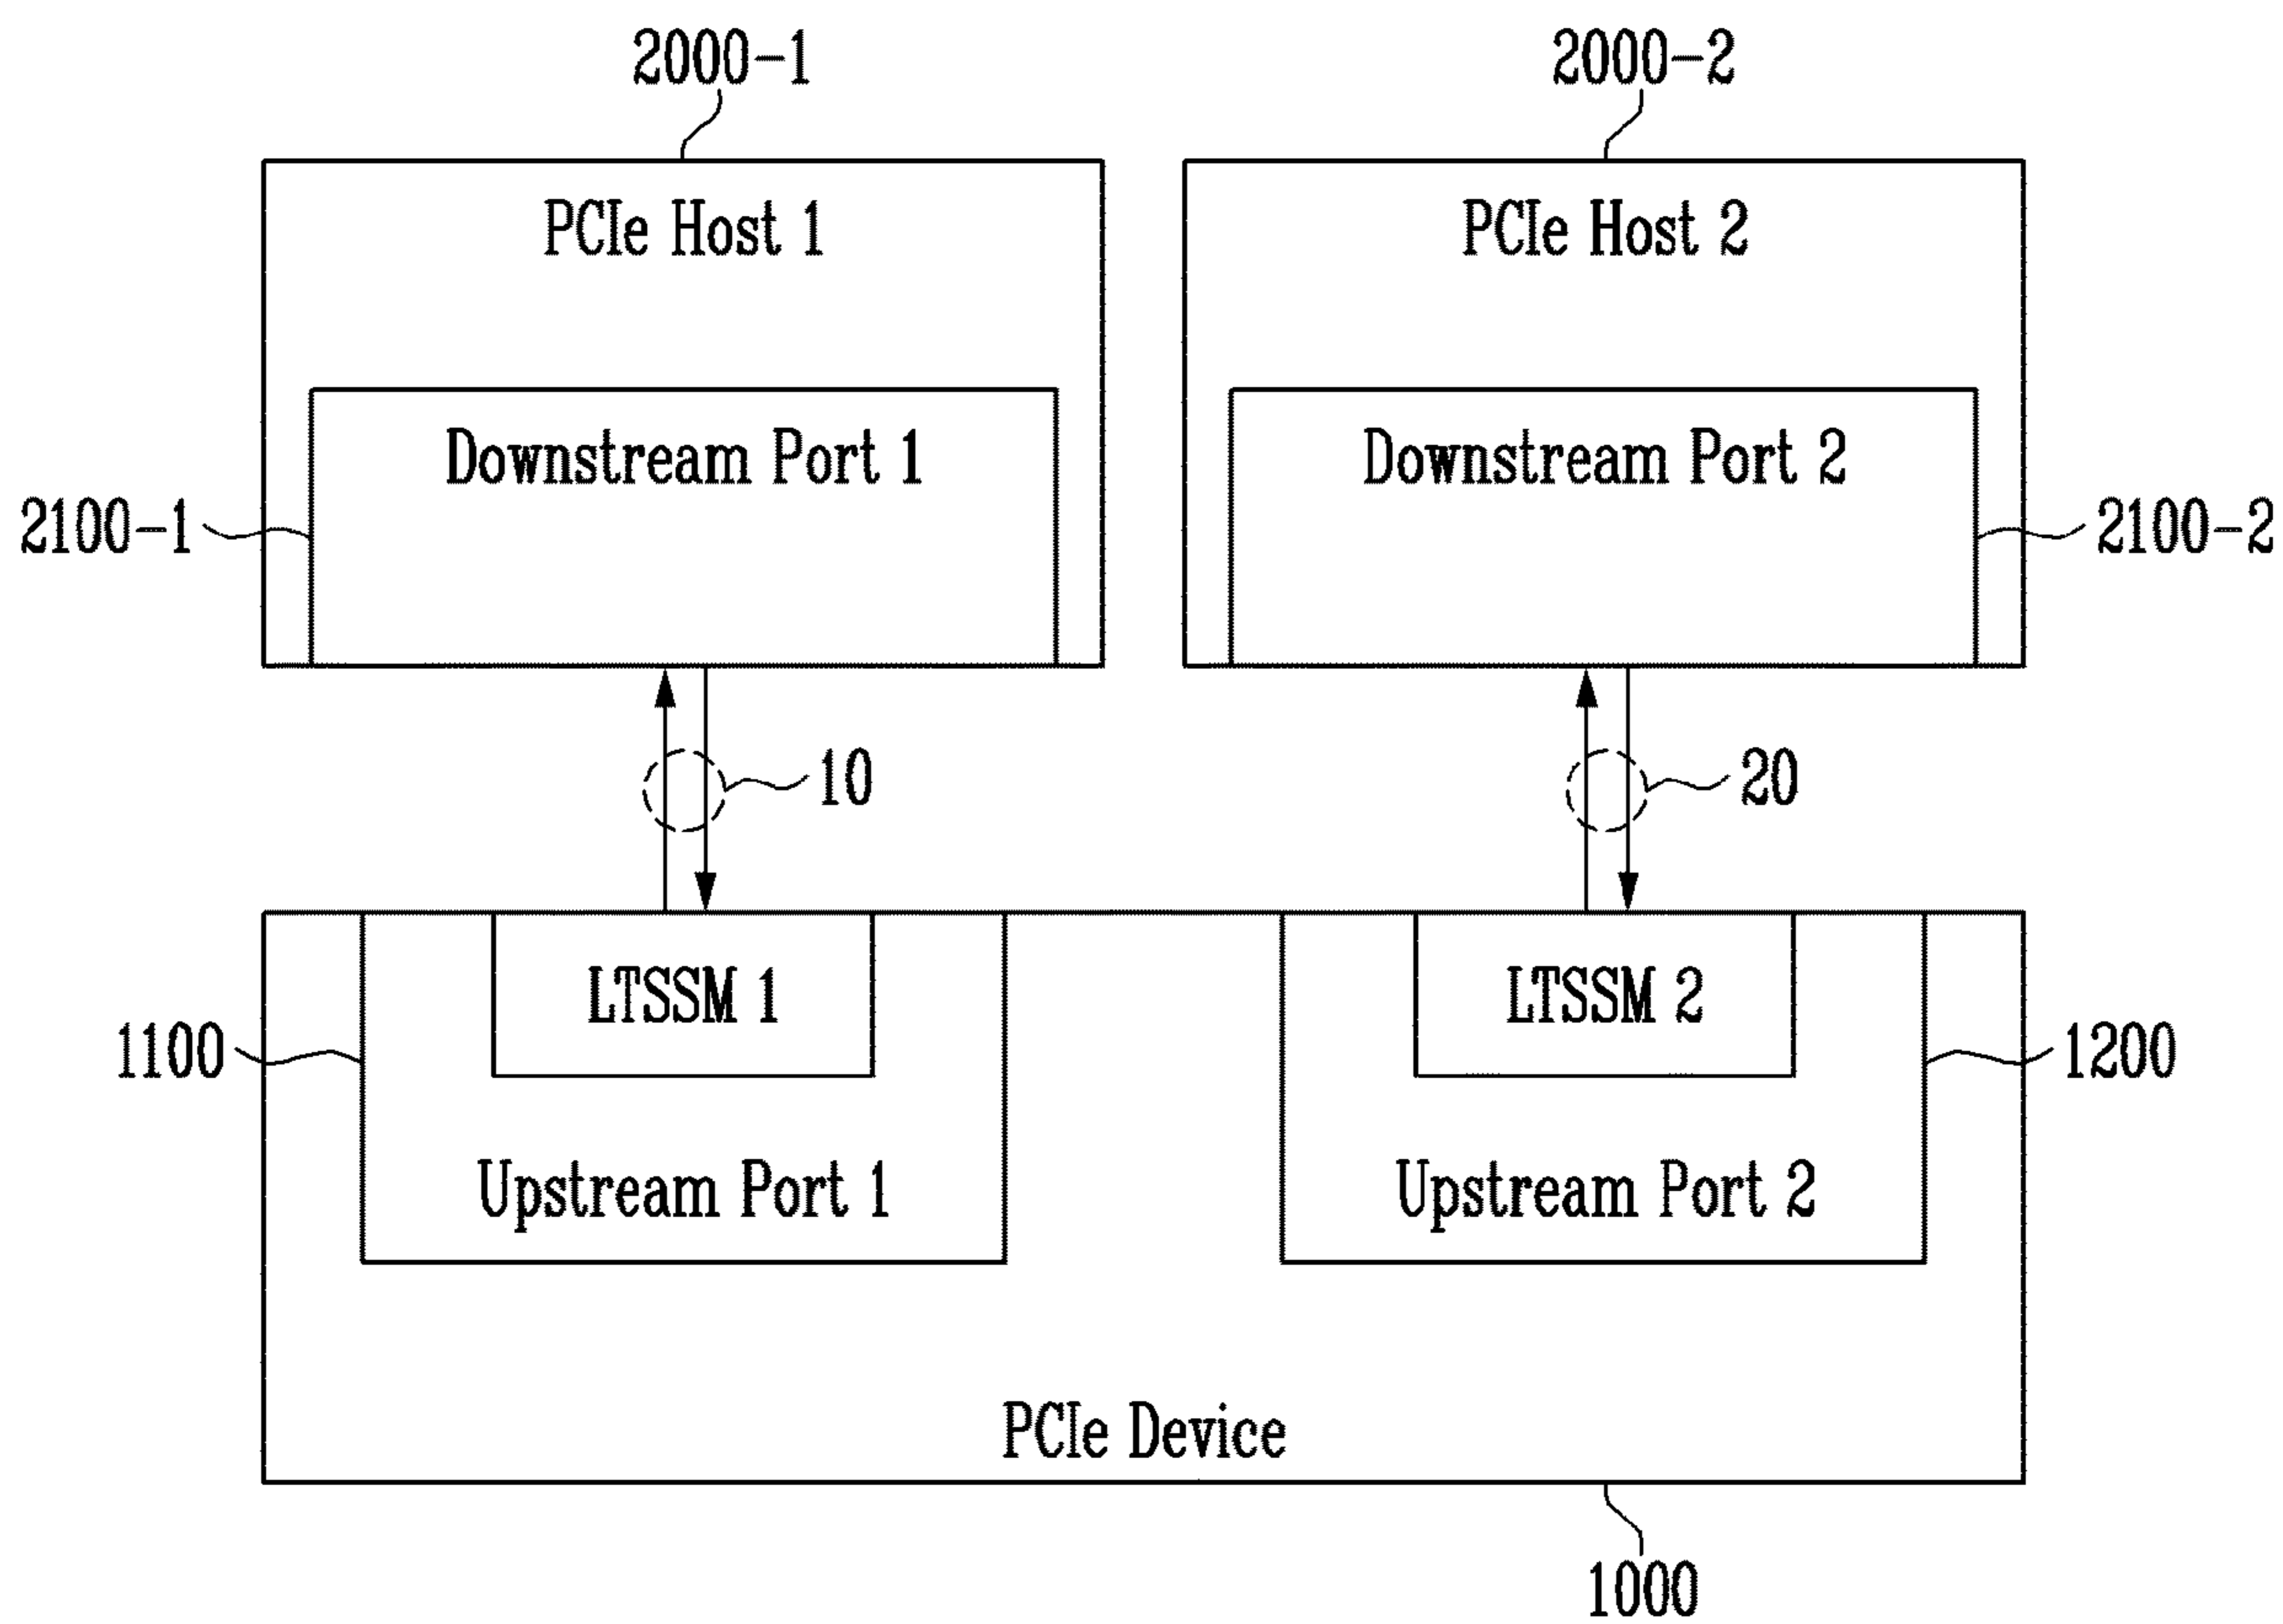 2000-1
2000-2
PCIe Host 1
PCIe Host 2
Downstream Port 1
Downstream Port 2
2100-1
2100-2
10
20
LTSSM 1
LTSSM 2
1100
1200
Upstream Port 1
Upstream Port 2
PCIe Device
1000